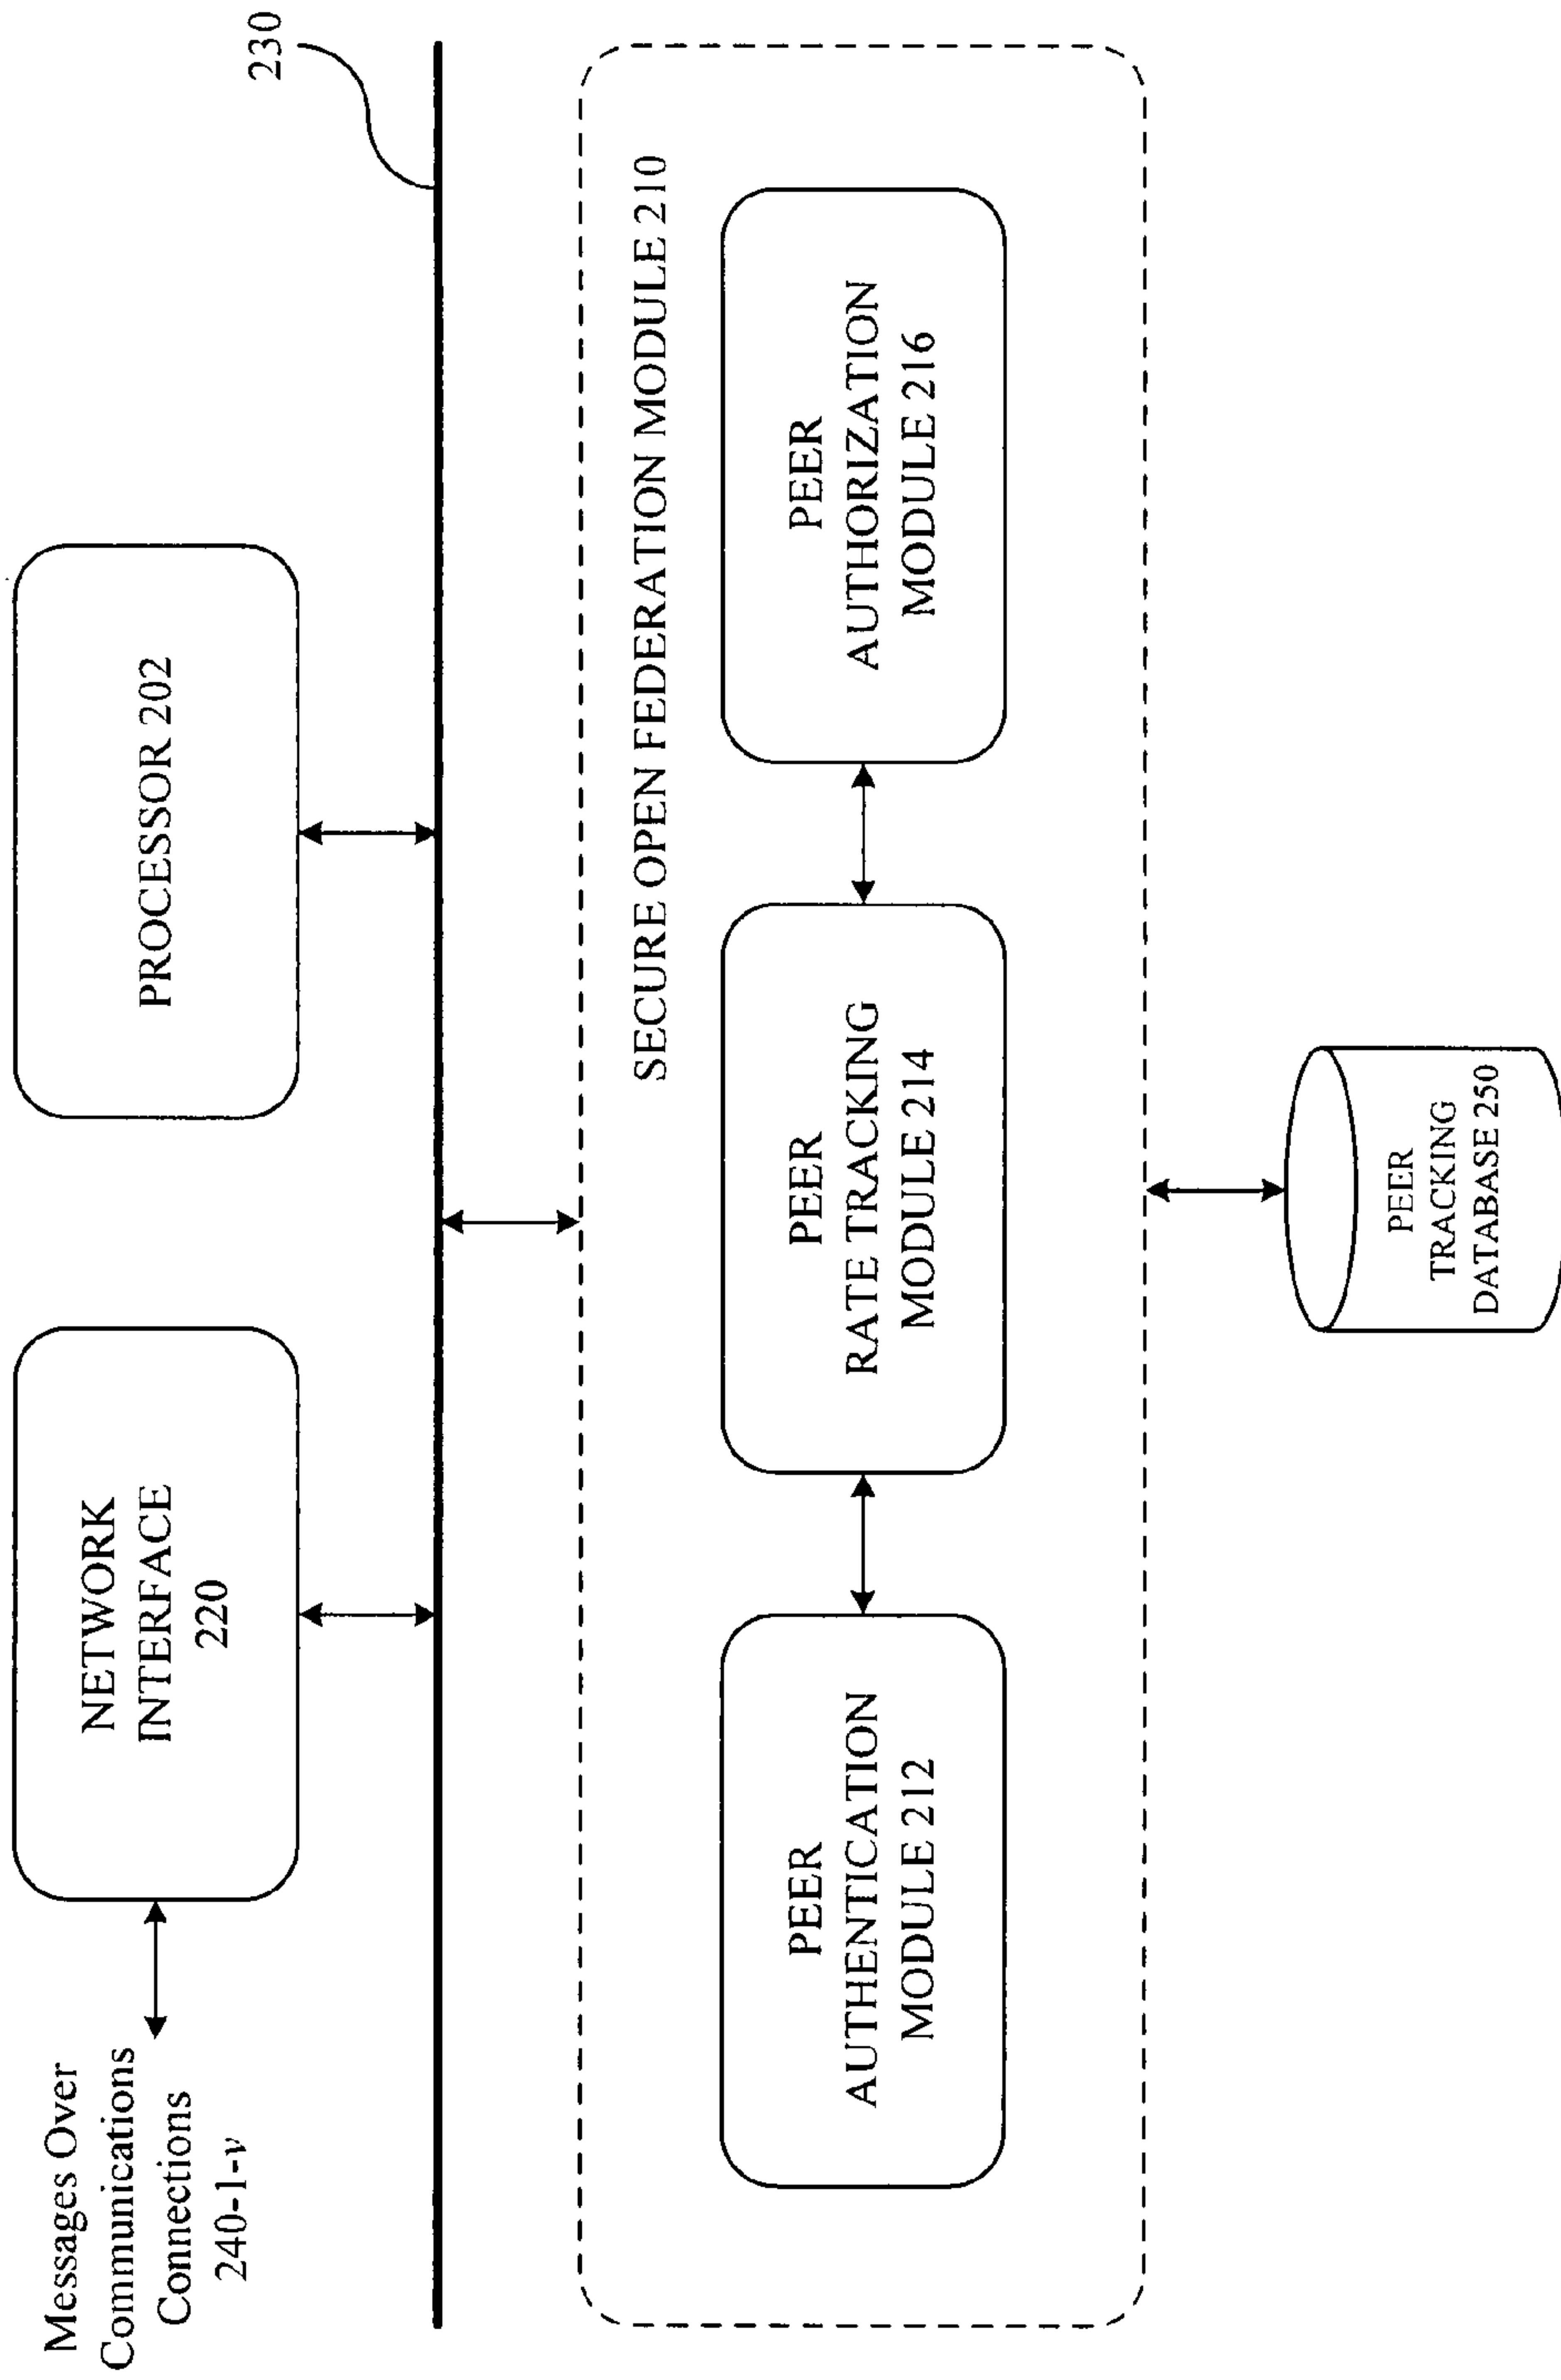 Messages Over
Communications
Connections
240-1-v
NETWORK
INTERFACE
220
PROCESSOR 202
230
SECURE OPEN FEDERATION MODULE 210
PEER
AUTHENTICATION
MODULE 212
PEER
RATE TRACKING
MODULE 214
PEER
AUTHORIZATION
MODULE 216
PEER
TRACKING
DATABASE 250